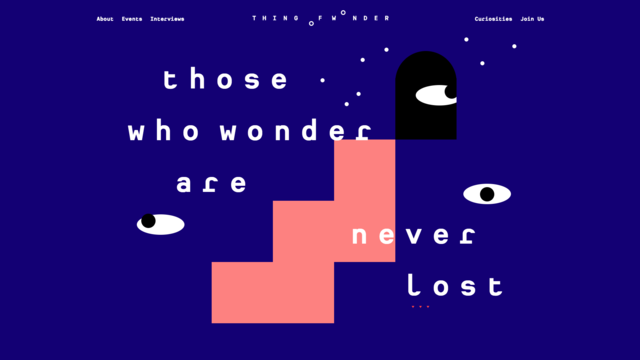 About Events Interviews
THING OF WONDER
Curiosities Join Us
those
who wonder
are
never
lost